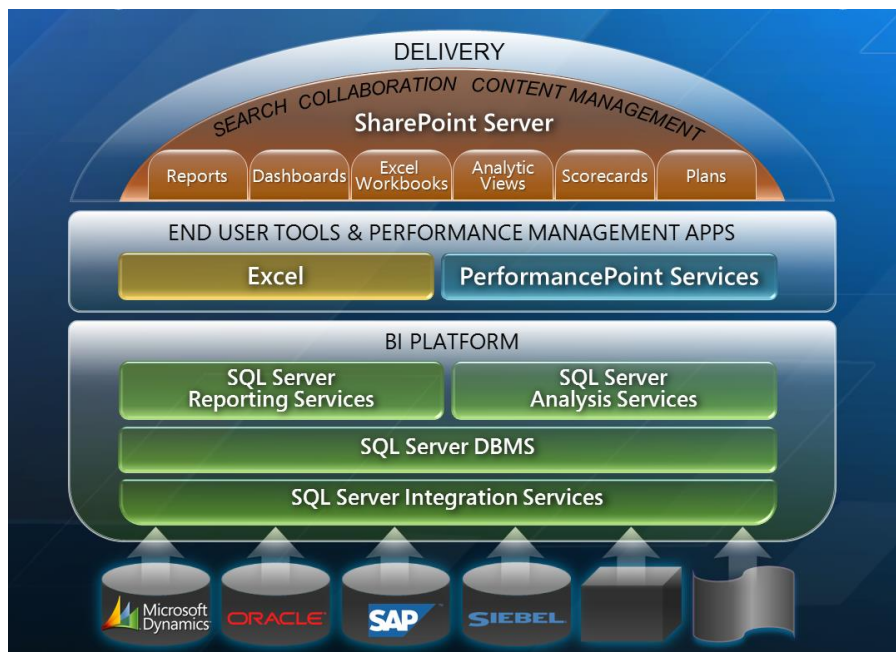 DELIVERY
SEARCH COLLABORATION CONTENT MANAGEMENT
SharePoint Server
Reports
Dashboards
Excel
Workbooks
Analytic
Views
Scorecards
Plans
END USER TOOLS & PERFORMANCE MANAGEMENT APPS
Excel
PerformancePoint Services
BI PLATFORM
SQL Server
Reporting Services
SQL Server
Analysis Services
SQL Server DBMS
SQL Server Integration Services
Microsoft
Dynamics
ORACLE
SAP
SIEBEL